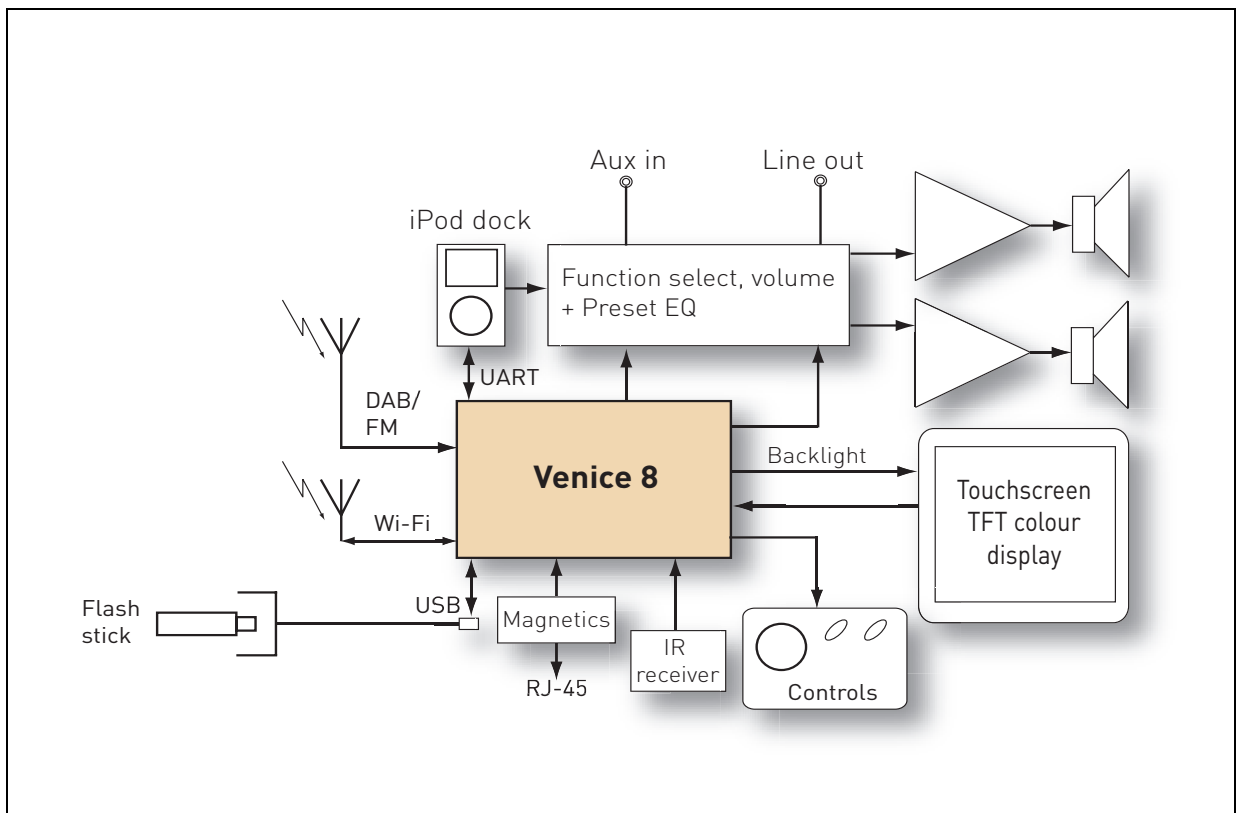 Aux in
Line out
iPod dock
Function select, volume
+ Preset EQ
UART
DAB/
FM
Venice 8
Backlight
Touchscreen
TFT colour
display
Wi-Fi
Flash
stick
USB
Magnetics
RJ-45
IR
receiver
Controls